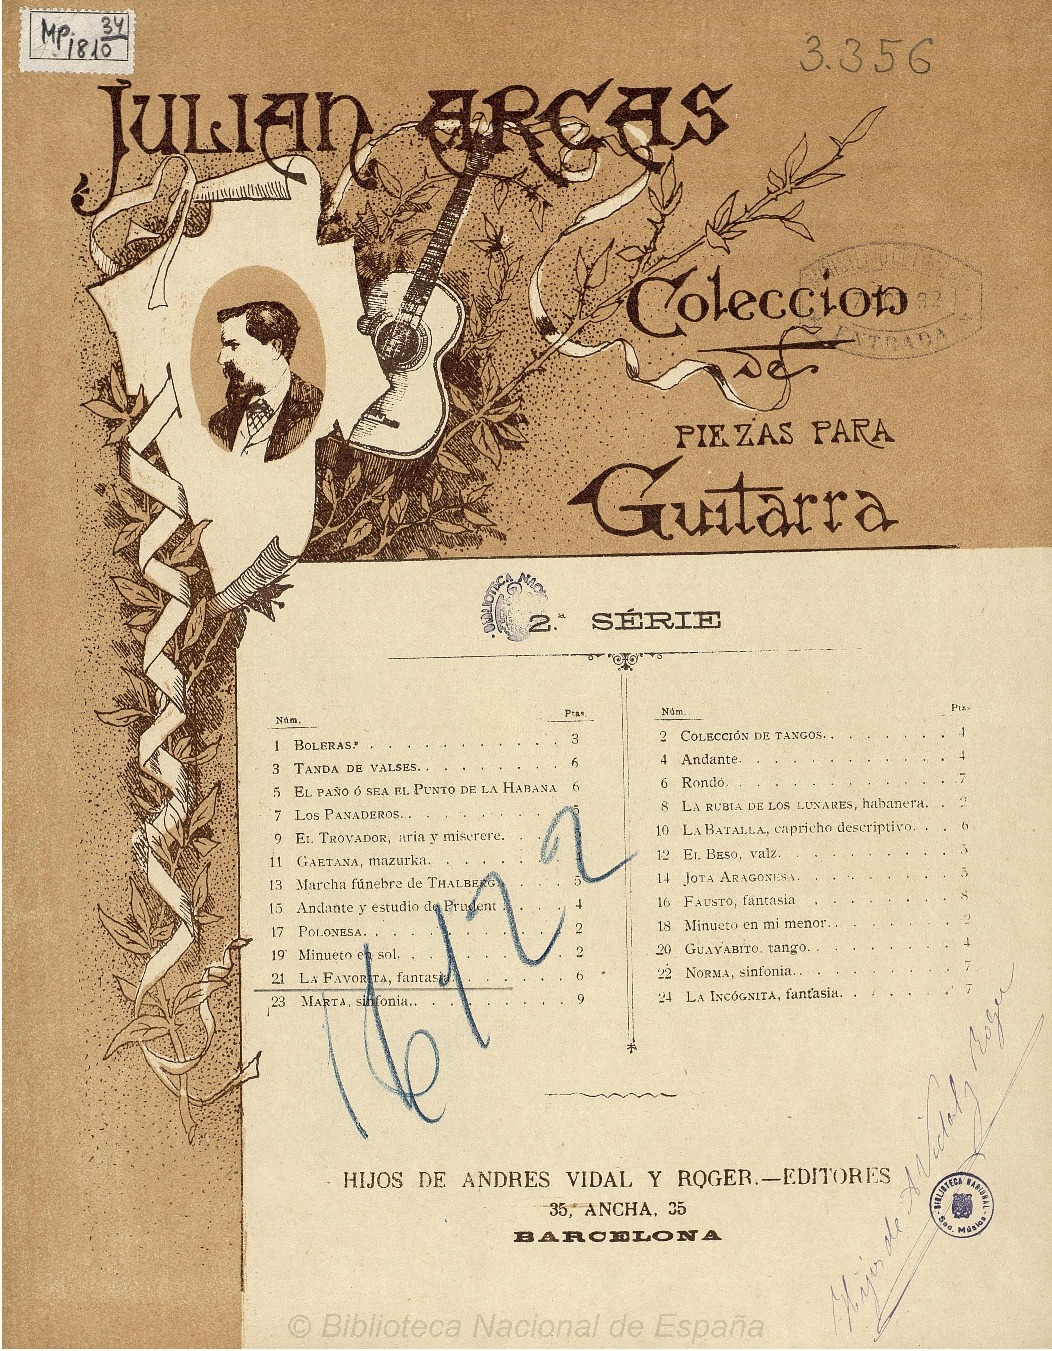 MP. 34
1810
3.356
JULIAN ARCAS
Coleccion
de
PIEZAS PARA
Guitarra
ENTRADA
BIBLIOTECA NACI
2.ª SÉRIE
Núm. Ptas.
1 BOLERAS. . . . . . . . . . . . 3
3 TANDA DE VALSES. . . . . . . . . 6
5 EL PAÑO Ó SEA EL PUNTO DE LA HABANA 6
7 LOS PANADEROS. . . . . . . . . . 5
9 EL TROVADOR, aria y miserere. . . .
11 GAETANA, mazurka. . . . . . . .
13 Marcha fúnebre de THALBERG . . . . 5
15 Andante y estudio de Prudent . . . . 4
17 POLONESA. . . . . . . . . . . 2
19 Minueto en sol. . . . . . . . . 2
21 LA FAVORITA, fantasia. . . . . . . 6
23 MARTA, sinfonia. . . . . . . . . 9
Núm. Ptas
2 COLECCIÓN DE TANGOS. . . . . . . . 4
4 Andante. . . . . . . . . . . . 4
6 Rondó. . . . . . . . . . . . 7
8 LA RUBIA DE LOS LUNARES, habanera. . 2
10 LA BATALLA, capricho descriptivo. . . 6
12 EL BESO, valz. . . . . . . . . . 3
14 JOTA ARAGONESA. . . . . . . . . 5
16 FAUSTO, fantasia . . . . . . . . 8
18 Minueto en mi menor. . . . . . . . 2
20 GUAYABITO, tango. . . . . . . . . 4
22 NORMA, sinfonia. . . . . . . . . 7
24 LA INCÓGNITA, fantasia. . . . . . . 7
16122
HIJOS DE ANDRES VIDAL Y ROGER.—EDITORES
35, ANCHA, 35
BARCELONA
Hijos de A Vidal y Roger
BIBLIOTECA NACIONAL
Sec. Música
© Biblioteca Nacional de España